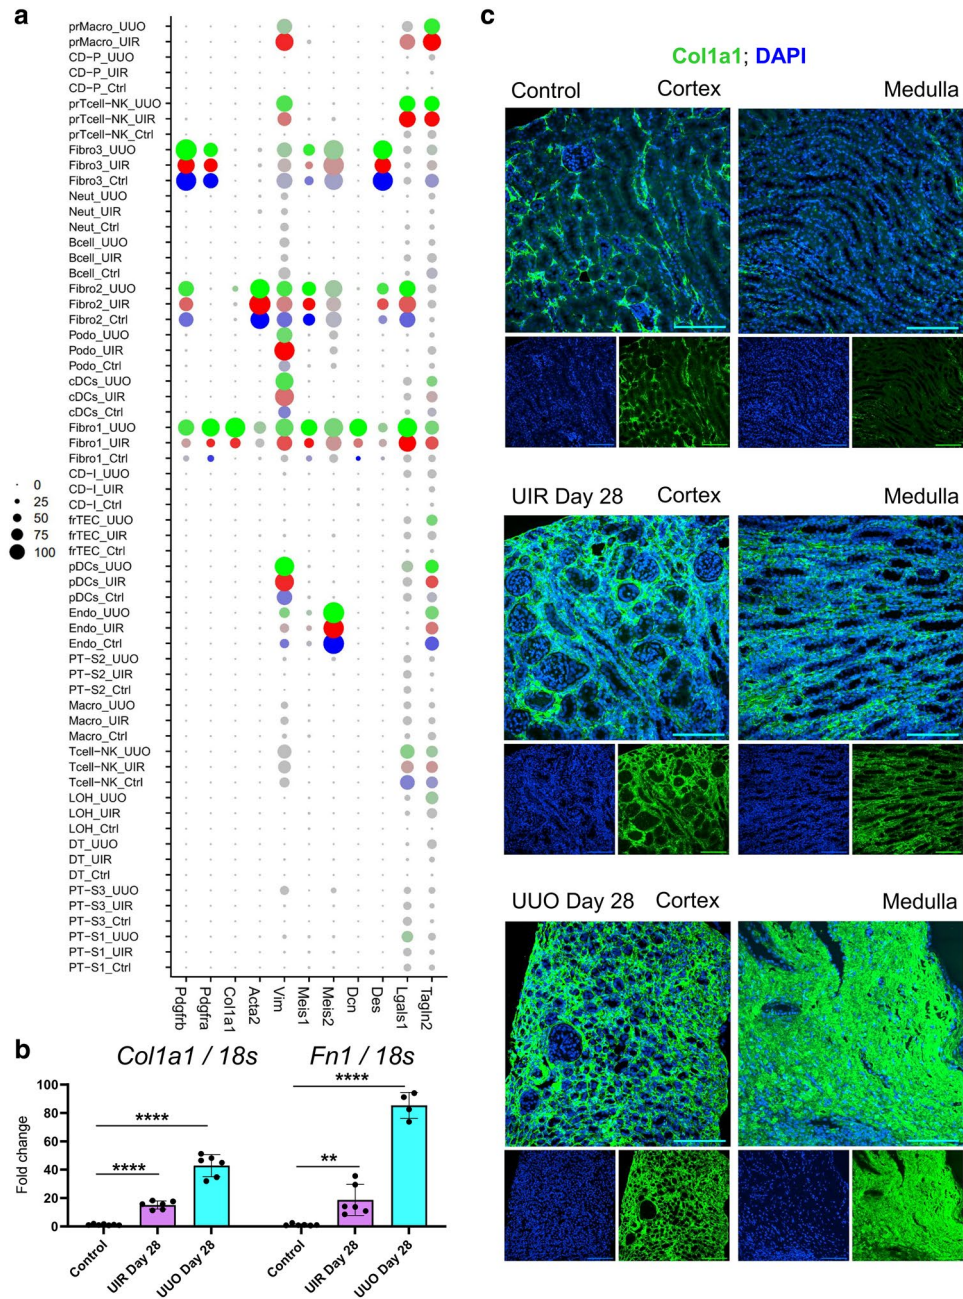 a
prMacro_UUO
prMacro_UIR
CD-P_UUO
CD-P_UIR
CD-P_Ctrl
prTcell-NK_UUO
prTcell-NK_UIR
prTcell-NK_Ctrl
Fibro3_UUO
Fibro3_UIR
Fibro3_Ctrl
Neut_UUO
Neut_UIR
Neut_Ctrl
Bcell_UUO
Bcell_UIR
Bcell_Ctrl
Fibro2_UUO
Fibro2_UIR
Fibro2_Ctrl
Podo_UUO
Podo_UIR
Podo_Ctrl
cDCs_UUO
cDCs_UIR
cDCs_Ctrl
Fibro1_UUO
Fibro1_UIR
Fibro1_Ctrl
CD-I_UUO
CD-I_UIR
CD-I_Ctrl
frTEC_UUO
frTEC_UIR
frTEC_Ctrl
pDCs_UUO
pDCs_UIR
pDCs_Ctrl
Endo_UUO
Endo_UIR
Endo_Ctrl
PT-S2_UUO
PT-S2_UIR
PT-S2_Ctrl
Macro_UUO
Macro_UIR
Macro_Ctrl
Tcell-NK_UUO
Tcell-NK_UIR
Tcell-NK_Ctrl
LOH_UUO
LOH_UIR
LOH_Ctrl
DT_UUO
DT_UIR
DT_Ctrl
PT-S3_UUO
PT-S3_UIR
PT-S3_Ctrl
PT-S1_UUO
PT-S1_UIR
PT-S1_Ctrl
0
25
50
75
100
Pdgfrb
Pdgfra
Col1a1
Acta2
Vim
Meis1
Meis2
Dcn
Des
Lgals1
Tagln2
b
Col1a1 / 18s
Fn1 / 18s
Fold change
100
80
60
40
20
0
****
****
****
**
Control
UIR Day 28
UUO Day 28
Control
UIR Day 28
UUO Day 28
c
Col1a1; DAPI
Control Cortex Medulla
UIR Day 28 Cortex Medulla
UUO Day 28 Cortex Medulla